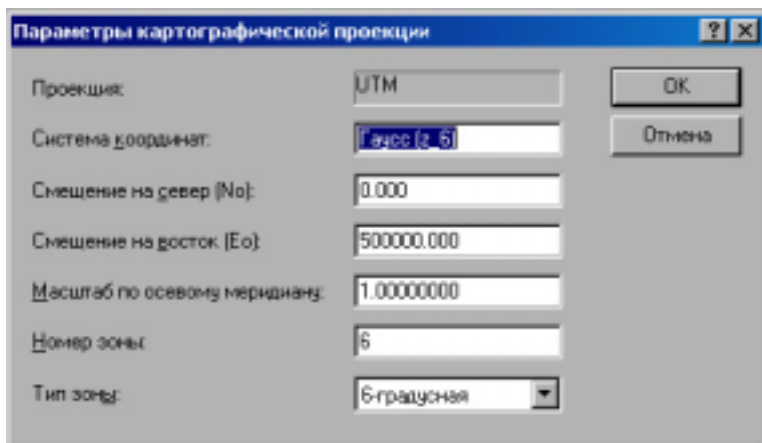 Параметры картографической проекции
Проекция: UTM
Система координат: Гаусс (z_6)
Смещение на север (No): 0.000
Смещение на восток (Eo): 500000.000
Масштаб по осевому меридиану: 1.00000000
Номер зоны: 6
Тип зоны: 6-градусная
OK
Отмена